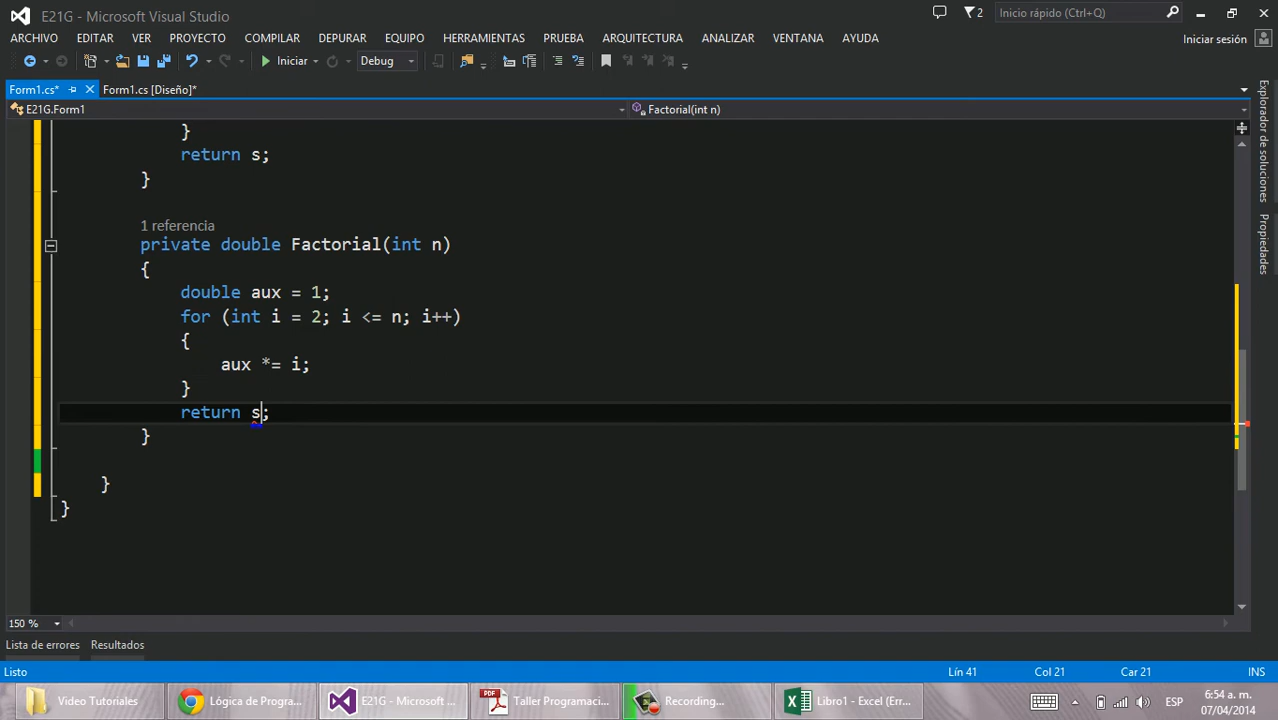 E21G - Microsoft Visual Studio
2
Inicio rápido (Ctrl+Q)
ARCHIVO EDITAR VER PROYECTO COMPILAR DEPURAR EQUIPO HERRAMIENTAS PRUEBA ARQUITECTURA ANALIZAR VENTANA AYUDA
Iniciar sesión
Iniciar Debug
Form1.cs* Form1.cs [Diseño]*
E21G.Form1 Factorial(int n)
}
return s;
}
1 referencia
private double Factorial(int n)
{
double aux = 1;
for (int i = 2; i <= n; i++)
{
aux *= i;
}
return s;
}
}
}
Explorador de soluciones
Propiedades
150 %
Lista de errores Resultados
Listo Lín 41 Col 21 Car 21 INS
Video Tutoriales Lógica de progra... E21G - Microsoft ... PDF Taller Programaci... Recording... Libro1 - Excel (Err... ESP 6:54 a. m.
07/04/2014